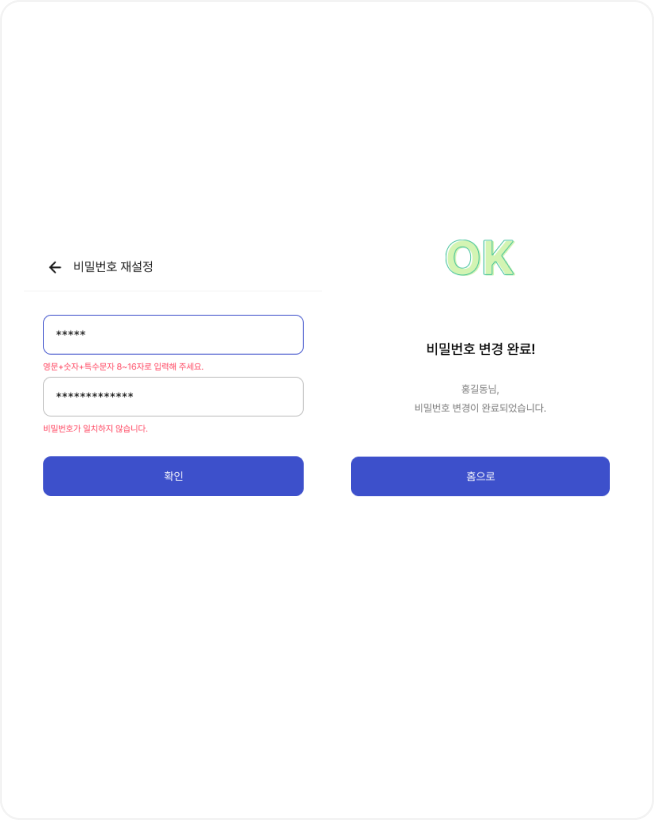 비밀번호 재설정
*****
영문+숫자+특수문자 8~16자로 입력해 주세요.
*************
비밀번호가 일치하지 않습니다.
확인
OK
비밀번호 변경 완료!
홍길동님,
비밀번호 변경이 완료되었습니다.
홈으로